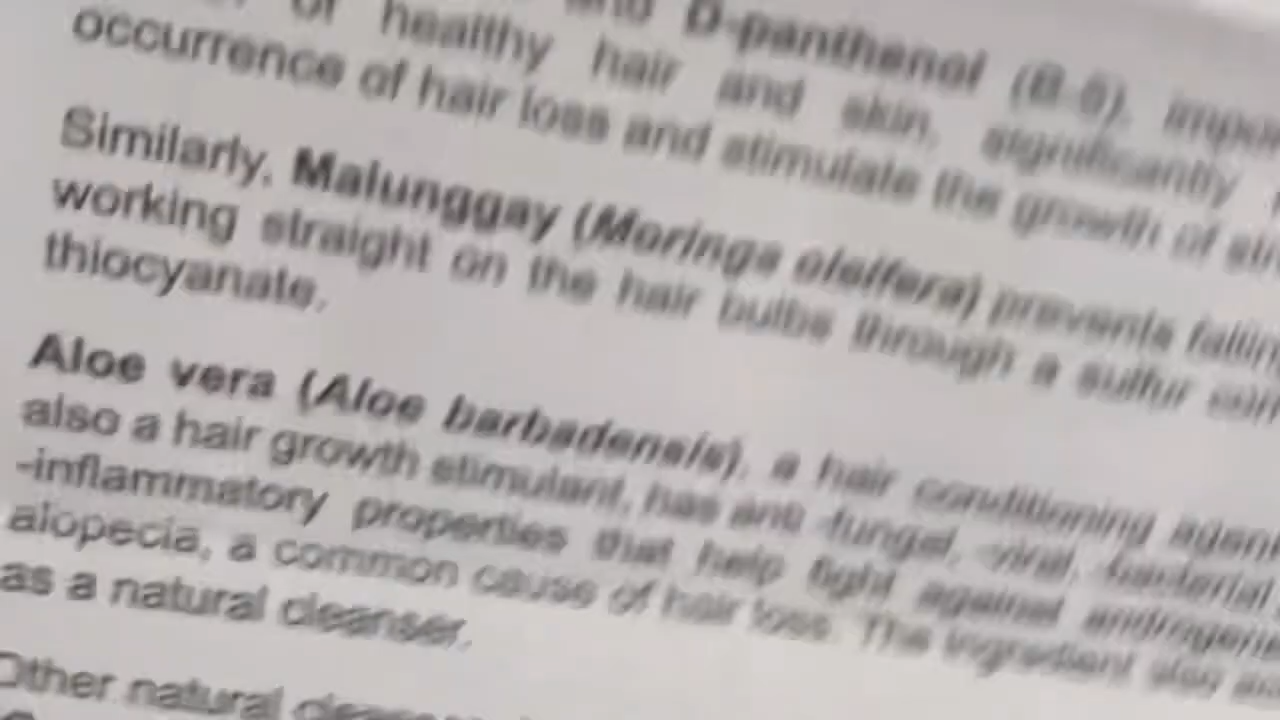 and D-panthenol (B-5),
of healthy hair and skin, significantly
occurrence of hair loss and stimulate the growth of
Similarly, Malunggay (Moringa oleifera) prevents
working straight on the hair bulbs through a sulfur
thiocyanate.
Aloe vera (Aloe barbadensis), a hair conditioning
also a hair growth stimulant, has anti -fungal, -viral, -bacterial,
-inflammatory properties that help fight against
alopecia, a common cause of hair loss. The ingredient also
as a natural cleanser.
Other natural